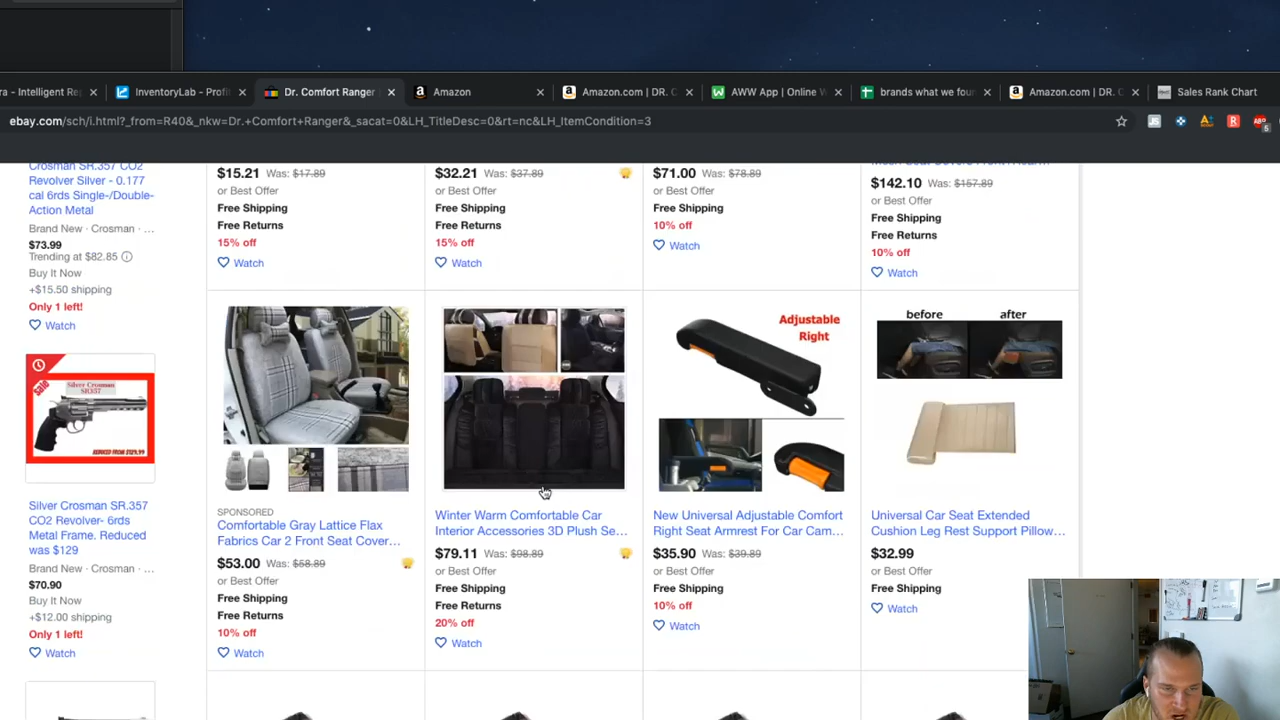 ra - Intelligent Re
InventoryLab - Profi
Dr. Comfort Ranger
Amazon
Amazon.com | DR. C
AWW App | Online W
brands what we foun
Amazon.com | DR. C
Sales Rank Chart
ebay.com/sch/i.html?_from=R40&_nkw=Dr.+Comfort+Ranger&_sacat=0&LH_TitleDesc=0&rt=nc&LH_ItemCondition=3
Crosman SR.357 CO2
Revolver Silver - 0.177
cal 6rds Single-/Double-
Action Metal
Brand New · Crosman · ...
$73.99
Trending at $82.85
Buy It Now
+$15.50 shipping
Only 1 left!
Watch
sale
Silver Crosman
SR357
REDUCED FROM $129.99
Silver Crosman SR.357
CO2 Revolver- 6rds
Metal Frame. Reduced
was $129
Brand New · Crosman · ...
$70.90
Buy It Now
+$12.00 shipping
Only 1 left!
Watch
$15.21 Was: $17.89
or Best Offer
Free Shipping
Free Returns
15% off
Watch
$32.21 Was: $37.89
or Best Offer
Free Shipping
Free Returns
15% off
Watch
$71.00 Was: $78.89
or Best Offer
Free Shipping
10% off
Watch
$142.10 Was: $157.89
or Best Offer
Free Shipping
Free Returns
10% off
Watch
SPONSORED
Comfortable Gray Lattice Flax
Fabrics Car 2 Front Seat Cover...
$53.00 Was: $58.89
or Best Offer
Free Shipping
Free Returns
10% off
Watch
Winter Warm Comfortable Car
Interior Accessories 3D Plush Se...
$79.11 Was: $98.89
or Best Offer
Free Shipping
Free Returns
20% off
Watch
Adjustable
Right
New Universal Adjustable Comfort
Right Seat Armrest For Car Cam...
$35.90 Was: $39.89
or Best Offer
Free Shipping
10% off
Watch
before
after
Universal Car Seat Extended
Cushion Leg Rest Support Pillow...
$32.99
or Best Offer
Free Shipping
Watch